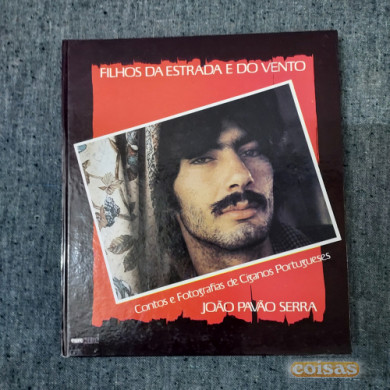 FILHOS DA ESTRADA E DO VENTO
Contos e Fotografias de Ciganos Portugueses
JOÃO PAVÃO SERRA
coisas